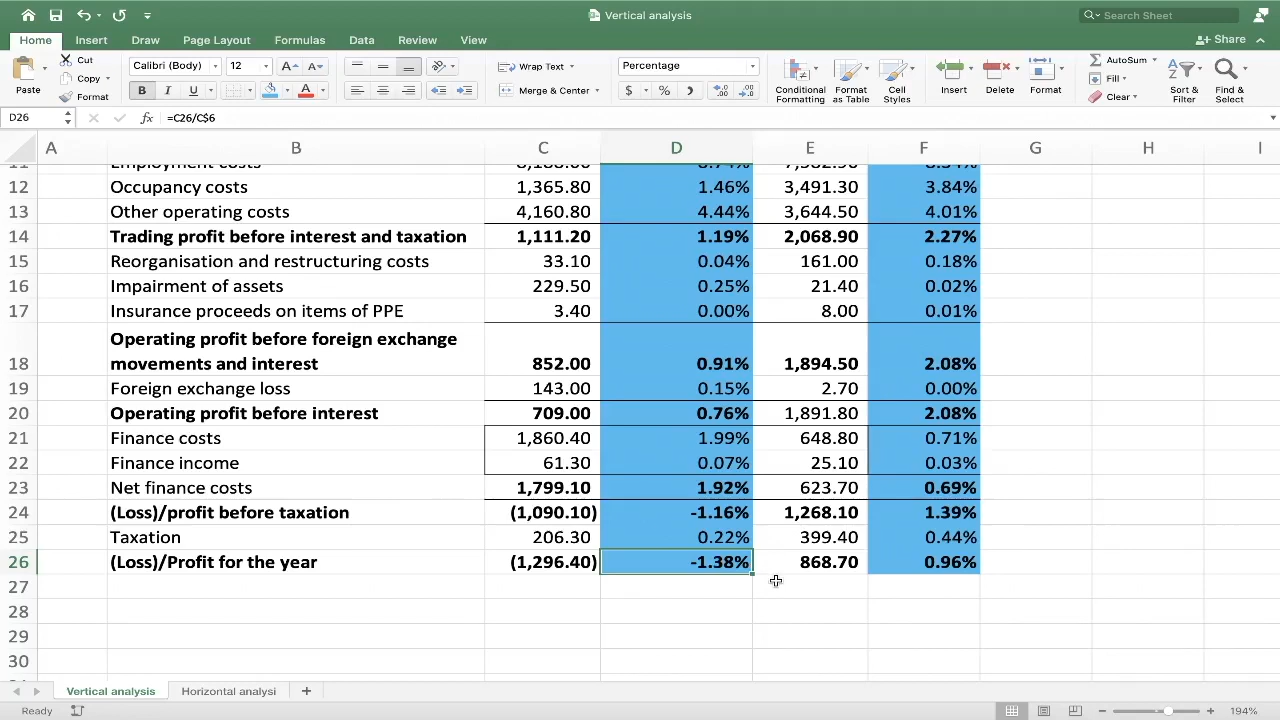 Vertical analysis
Search Sheet
Home Insert Draw Page Layout Formulas Data Review View Share
Paste Cut Copy Format
Calibri (Body) 12 A A
B I U A
ab Wrap Text Merge & Center
Percentage
$ % )
Conditional Formatting Format as Table Cell Styles
Insert Delete Format
AutoSum Fill Clear
Sort & Filter Find & Select
D26 fx =C26/C$6
A B C D E F G H I
11 Employment costs
12 Occupancy costs 1,365.80 1.46% 3,491.30 3.84%
13 Other operating costs 4,160.80 4.44% 3,644.50 4.01%
14 Trading profit before interest and taxation 1,111.20 1.19% 2,068.90 2.27%
15 Reorganisation and restructuring costs 33.10 0.04% 161.00 0.18%
16 Impairment of assets 229.50 0.25% 21.40 0.02%
17 Insurance proceeds on items of PPE 3.40 0.00% 8.00 0.01%
Operating profit before foreign exchange
18 movements and interest 852.00 0.91% 1,894.50 2.08%
19 Foreign exchange loss 143.00 0.15% 2.70 0.00%
20 Operating profit before interest 709.00 0.76% 1,891.80 2.08%
21 Finance costs 1,860.40 1.99% 648.80 0.71%
22 Finance income 61.30 0.07% 25.10 0.03%
23 Net finance costs 1,799.10 1.92% 623.70 0.69%
24 (Loss)/profit before taxation (1,090.10) -1.16% 1,268.10 1.39%
25 Taxation 206.30 0.22% 399.40 0.44%
26 (Loss)/Profit for the year (1,296.40) -1.38% 868.70 0.96%
27
28
29
30
Vertical analysis Horizontal analysi +
Ready 194%